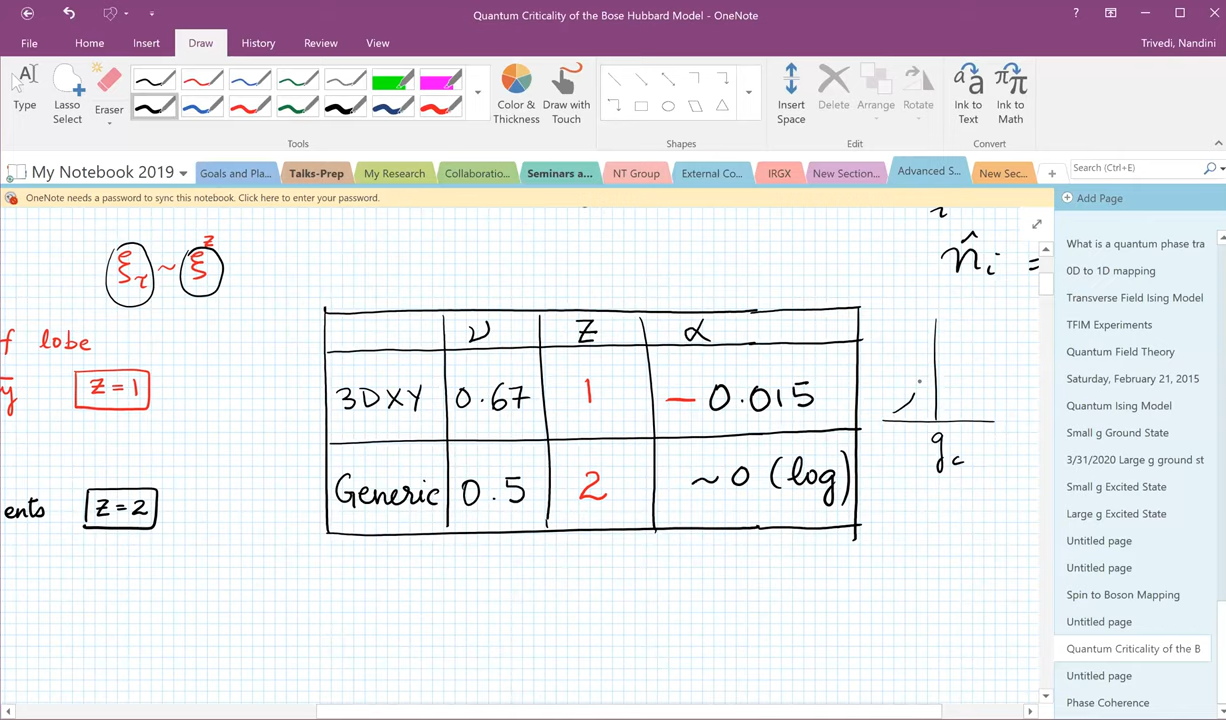 Quantum Criticality of the Bose Hubbard Model - OneNote
?
File Home Insert Draw History Review View
Trivedi, Nandini
Type
Lasso Select
Eraser
Color & Thickness
Draw with Touch
Insert Space
Delete
Arrange
Rotate
Ink to Text
Ink to Math
Tools
Shapes
Edit
Convert
My Notebook 2019
Goals and Pla...
Talks-Prep
My Research
Collaboratio...
Seminars a...
NT Group
External Co...
IRGX
New Section...
Advanced S...
New Sec...
Search (Ctrl+E)
OneNote needs a password to sync this notebook. Click here to enter your password.
Add Page
ξτ ~ ξ^z
n̂i =
f lobe
z = 1
ents z = 2
ν z α
3DXY 0.67 1 - 0.015
Generic 0.5 2 ~ 0 (log)
gc
What is a quantum phase tra
0D to 1D mapping
Transverse Field Ising Model
TFIM Experiments
Quantum Field Theory
Saturday, February 21, 2015
Quantum Ising Model
Small g Ground State
3/31/2020 Large g ground st
Small g Excited State
Large g Excited State
Untitled page
Untitled page
Spin to Boson Mapping
Untitled page
Quantum Criticality of the B
Untitled page
Phase Coherence